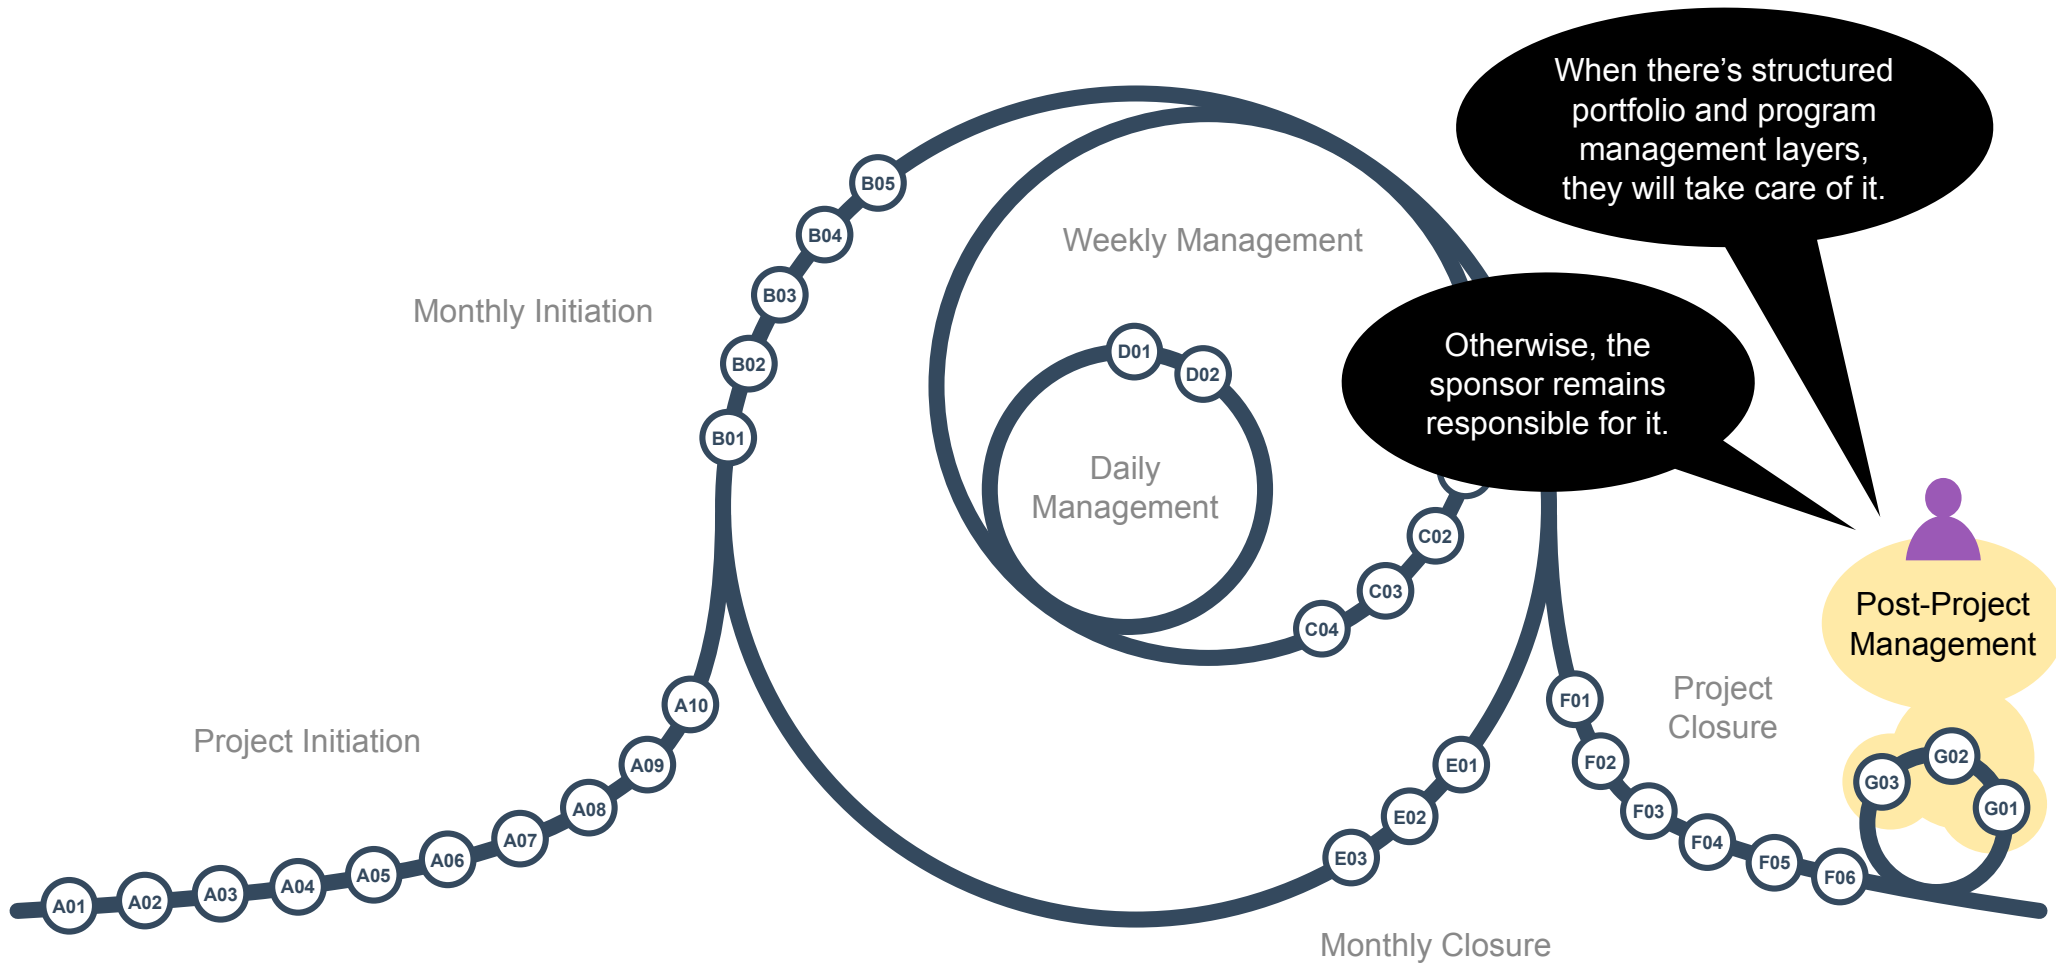 When there’s structured
portfolio and program
management layers,
they will take care of it.
Otherwise, the
sponsor remains
responsible for it.
Monthly Initiation
Weekly Management
Daily
Management
Project Initiation
Monthly Closure
Project
Closure
Post-Project
Management
A01
A02
A03
A04
A05
A06
A07
A08
A09
A10
B01
B02
B03
B04
B05
D01
D02
C02
C03
C04
E01
E02
E03
F01
F02
F03
F04
F05
F06
G01
G02
G03